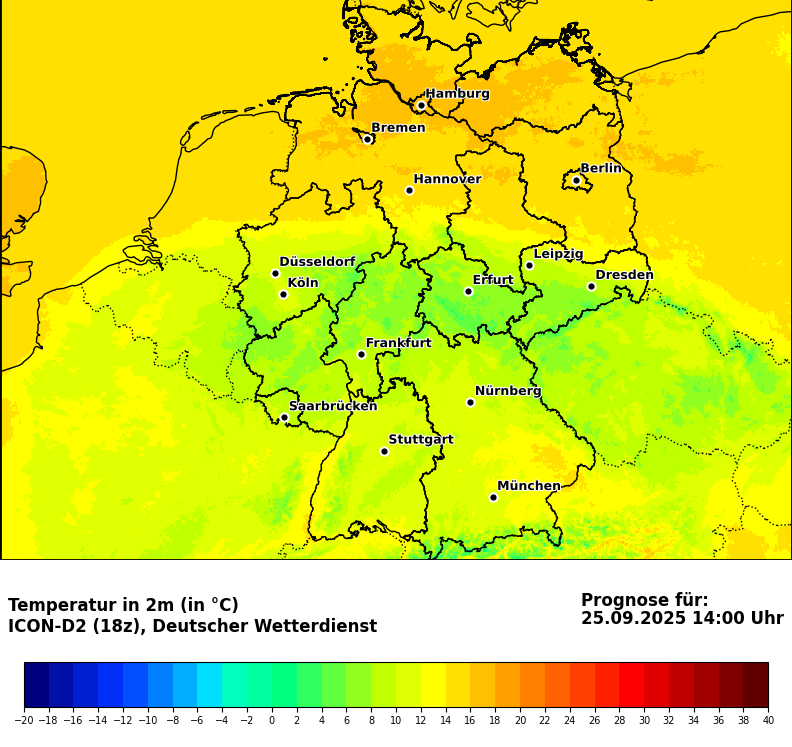 Hamburg
Bremen
Berlin
Hannover
Leipzig
Düsseldorf
Dresden
Erfurt
Köln
Frankfurt
Nürnberg
Saarbrücken
Stuttgart
München
Temperatur in 2m (in °C)
ICON-D2 (18z), Deutscher Wetterdienst
Prognose für:
25.09.2025 14:00 Uhr
−20 −18 −16 −14 −12 −10 −8 −6 −4 −2 0 2 4 6 8 10 12 14 16 18 20 22 24 26 28 30 32 34 36 38 40